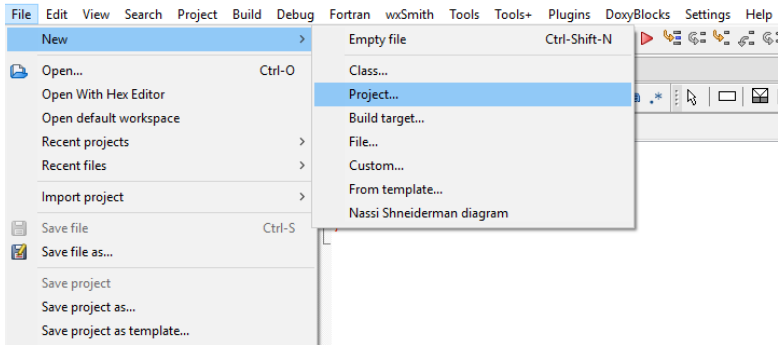 File Edit View Search Project Build Debug Fortran wxSmith Tools Tools+ Plugins DoxyBlocks Settings Help
New > Empty file Ctrl-Shift-N
Open... Ctrl-O Class...
Open With Hex Editor Project...
Open default workspace Build target...
Recent projects > File...
Recent files > Custom...
Import project > From template...
Nassi Shneiderman diagram
Save file Ctrl-S
Save file as...
Save project
Save project as...
Save project as template...